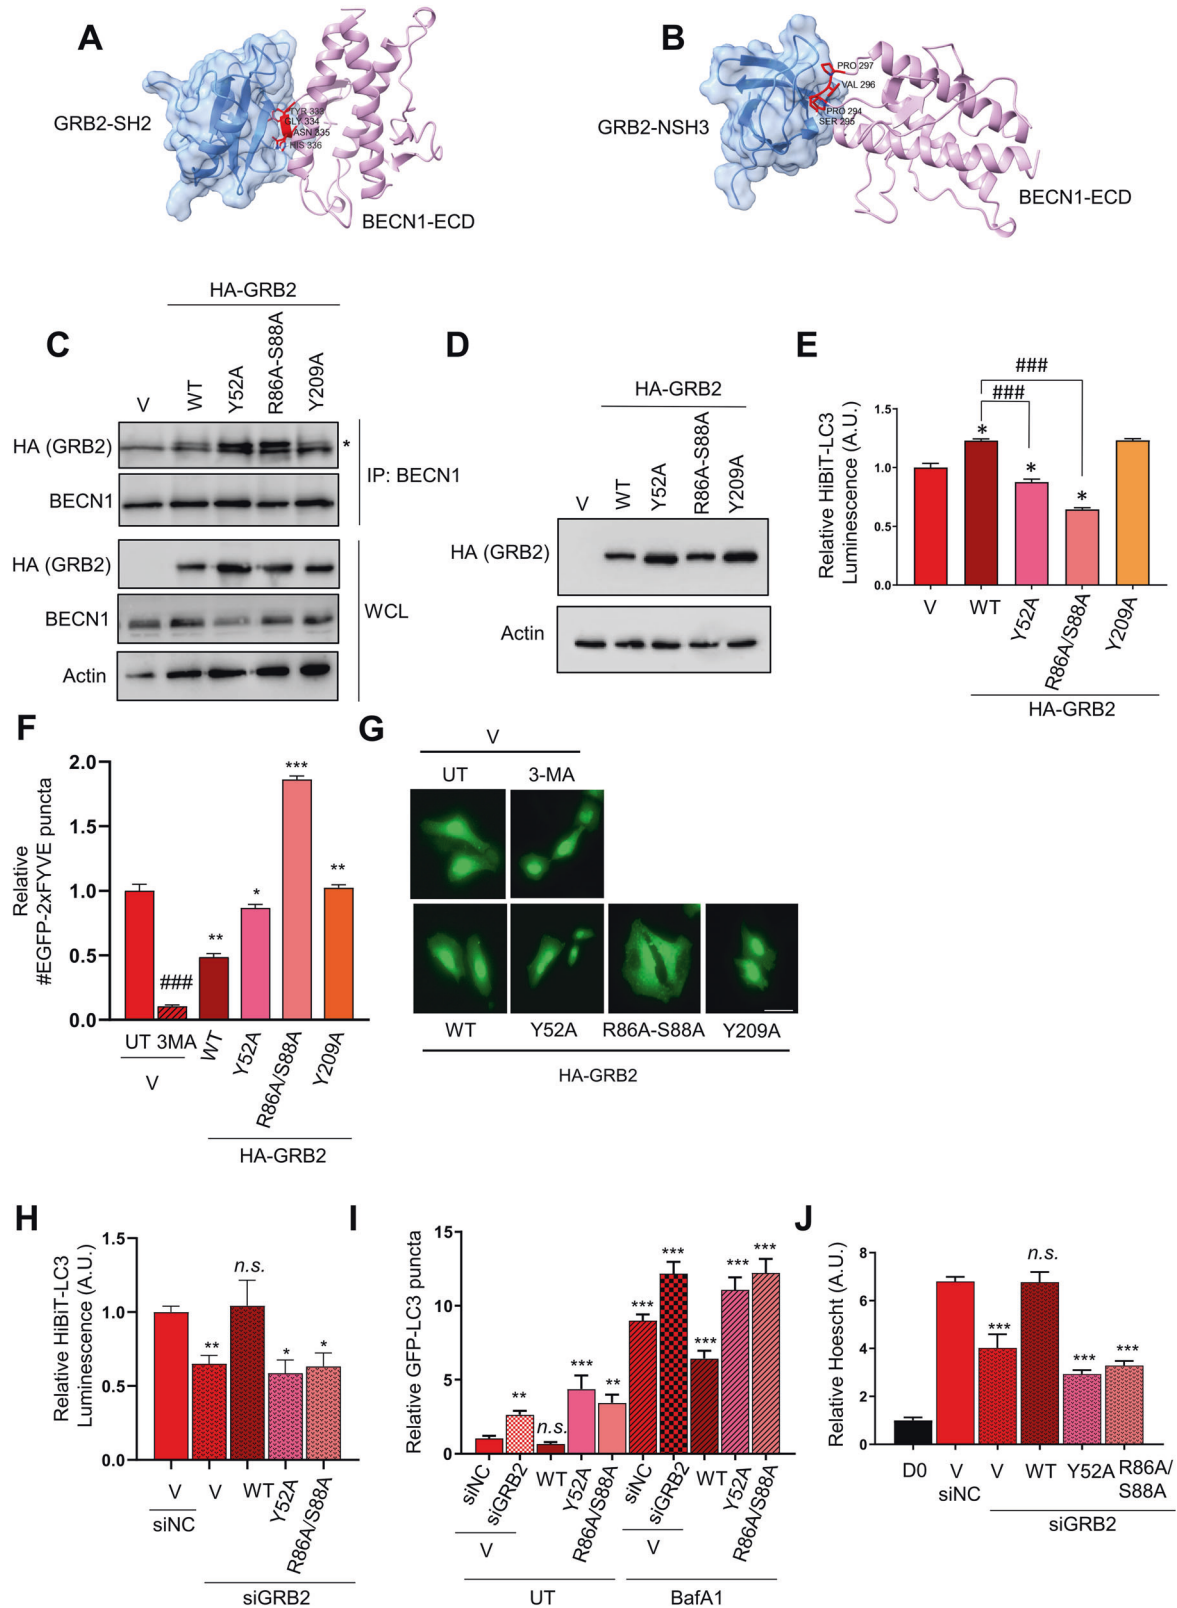 A
GRB2-SH2
TYR 333
GLY 334
ASN 335
HIS 336
BECN1-ECD
B
GRB2-NSH3
PRO 297
VAL 296
PRO 294
SER 295
BECN1-ECD
C
HA-GRB2
V
WT
Y52A
R86A-S88A
Y209A
HA (GRB2)
*
BECN1
IP: BECN1
HA (GRB2)
BECN1
WCL
Actin
D
HA-GRB2
V
WT
Y52A
R86A-S88A
Y209A
HA (GRB2)
Actin
E
Relative HiBiT-LC3
Luminescence (A.U.)
1.5
1.0
0.5
0.0
###
###
*
*
*
V
WT
Y52A
R86A/S88A
Y209A
HA-GRB2
F
Relative
#EGFP-2xFYVE puncta
2.0
1.5
1.0
0.5
0.0
###
**
*
***
**
UT 3MA
WT
Y52A
R86A/S88A
Y209A
V
HA-GRB2
G
V
UT
3-MA
WT
Y52A
R86A-S88A
Y209A
HA-GRB2
H
Relative HiBiT-LC3
Luminescence (A.U.)
1.5
1.0
0.5
0.0
**
n.s.
*
*
V
V
WT
Y52A
R86A/S88A
siNC
siGRB2
I
Relative GFP-LC3 puncta
15
10
5
0
**
n.s.
***
**
***
***
***
***
***
siNC
siGRB2
WT
Y52A
R86A/S88A
siNC
siGRB2
WT
Y52A
R86A/S88A
V
V
UT
BafA1
J
Relative Hoescht (A.U.)
8
6
4
2
0
***
n.s.
***
***
D0
V
V
WT
Y52A
R86A/
S88A
siNC
siGRB2